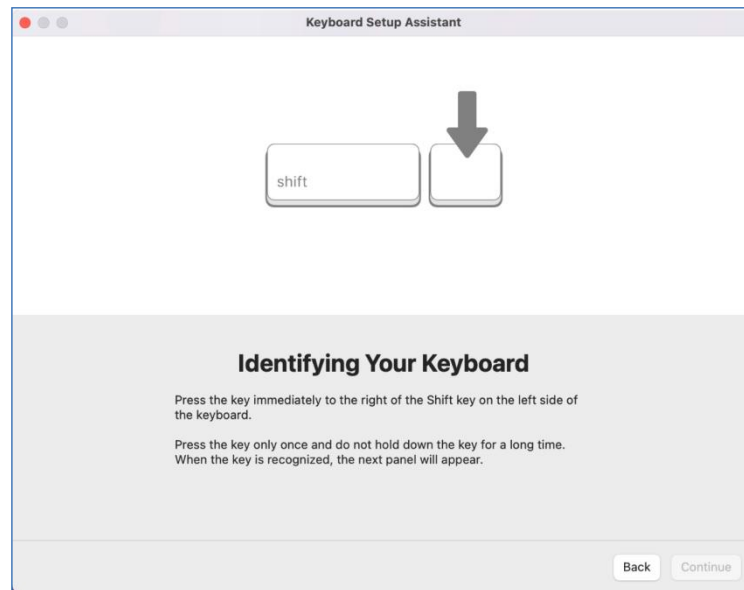 Keyboard Setup Assistant
shift
Identifying Your Keyboard
Press the key immediately to the right of the Shift key on the left side of
the keyboard.
Press the key only once and do not hold down the key for a long time.
When the key is recognized, the next panel will appear.
Back Continue